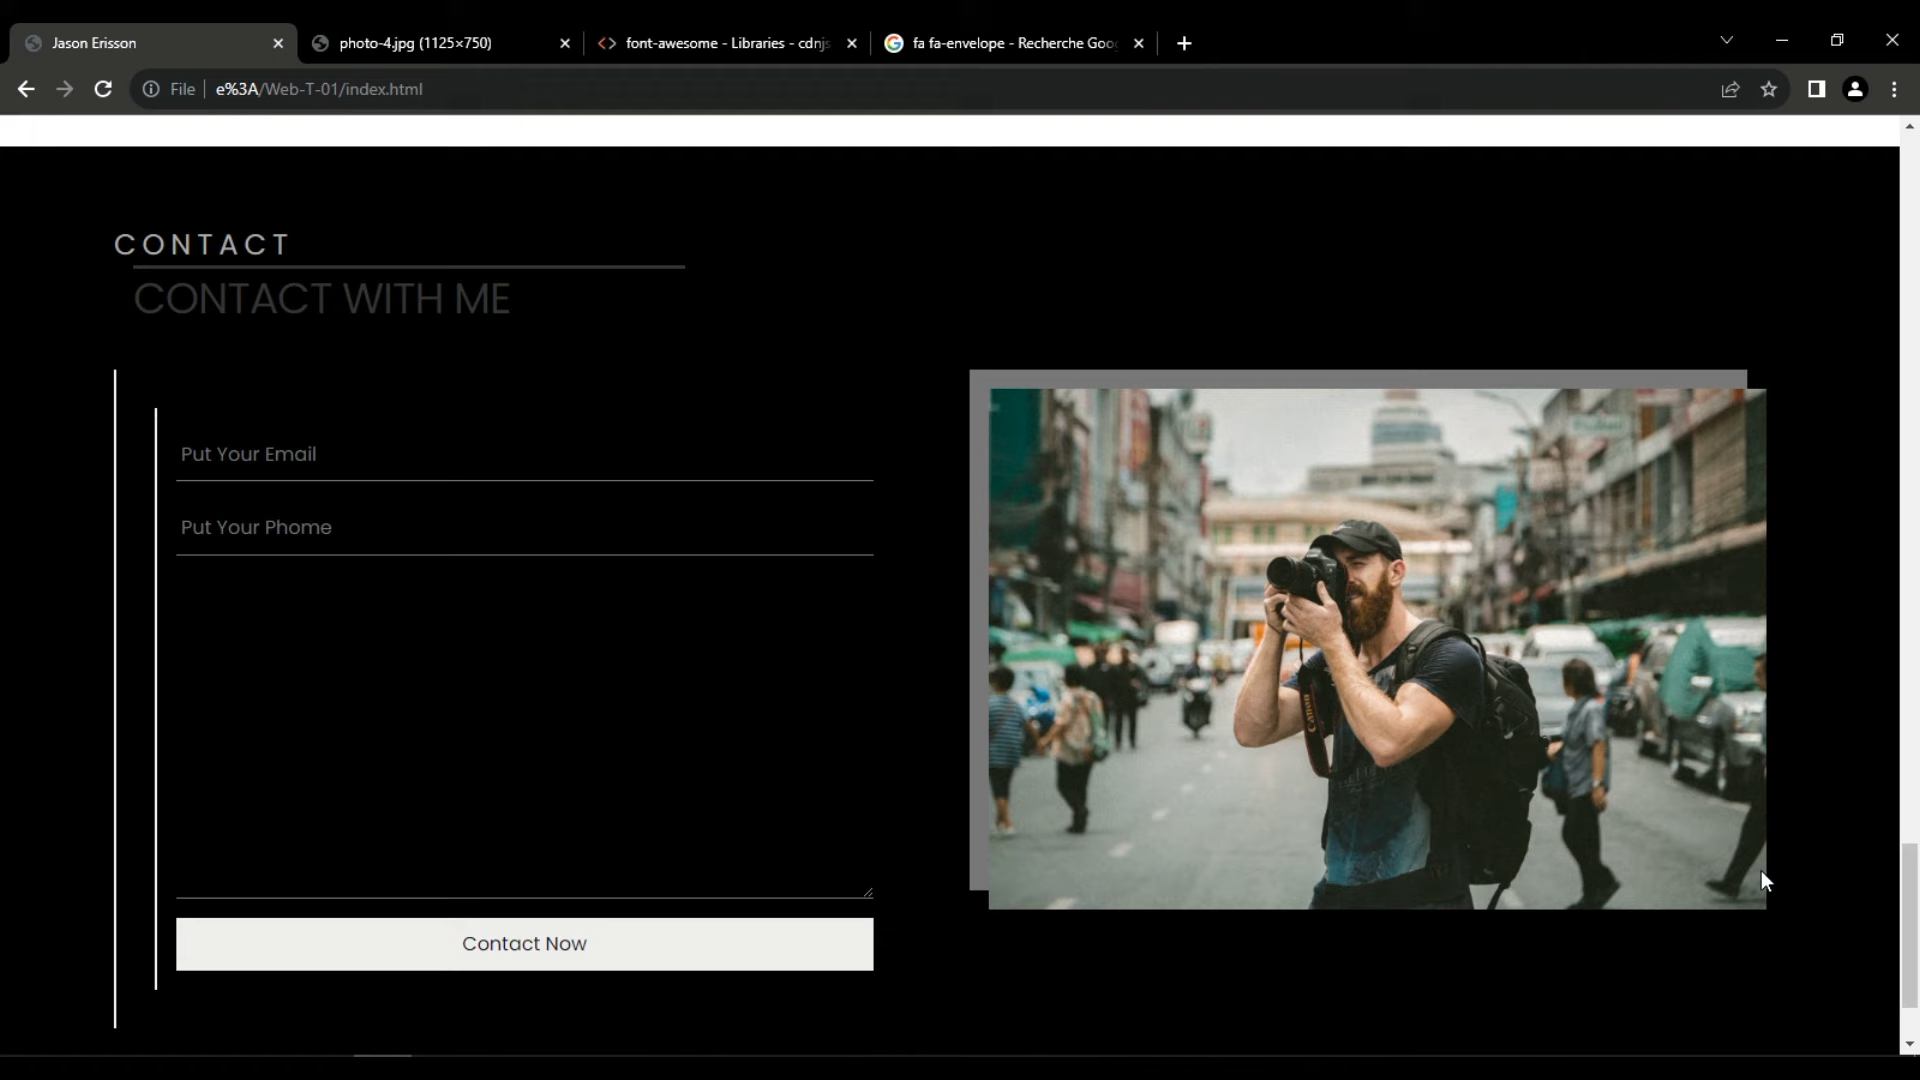 Jason Erisson
photo-4.jpg (1125×750)
font-awesome - Libraries - cdnjs
fa fa-envelope - Recherche Goo
File
e%3A/Web-T-01/index.html
CONTACT
CONTACT WITH ME
Put Your Email
Put Your Phome
Contact Now
Canon